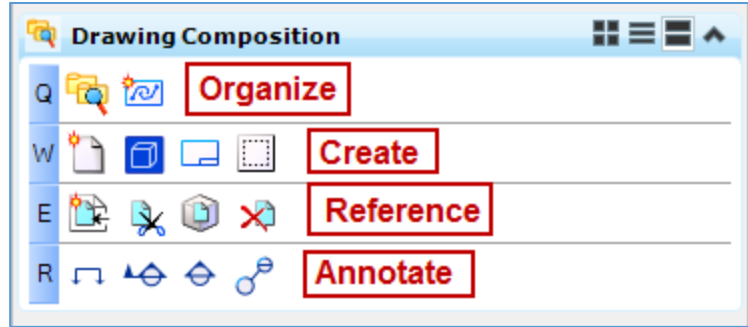 Drawing Composition
Q Organize
W Create
E Reference
R Annotate